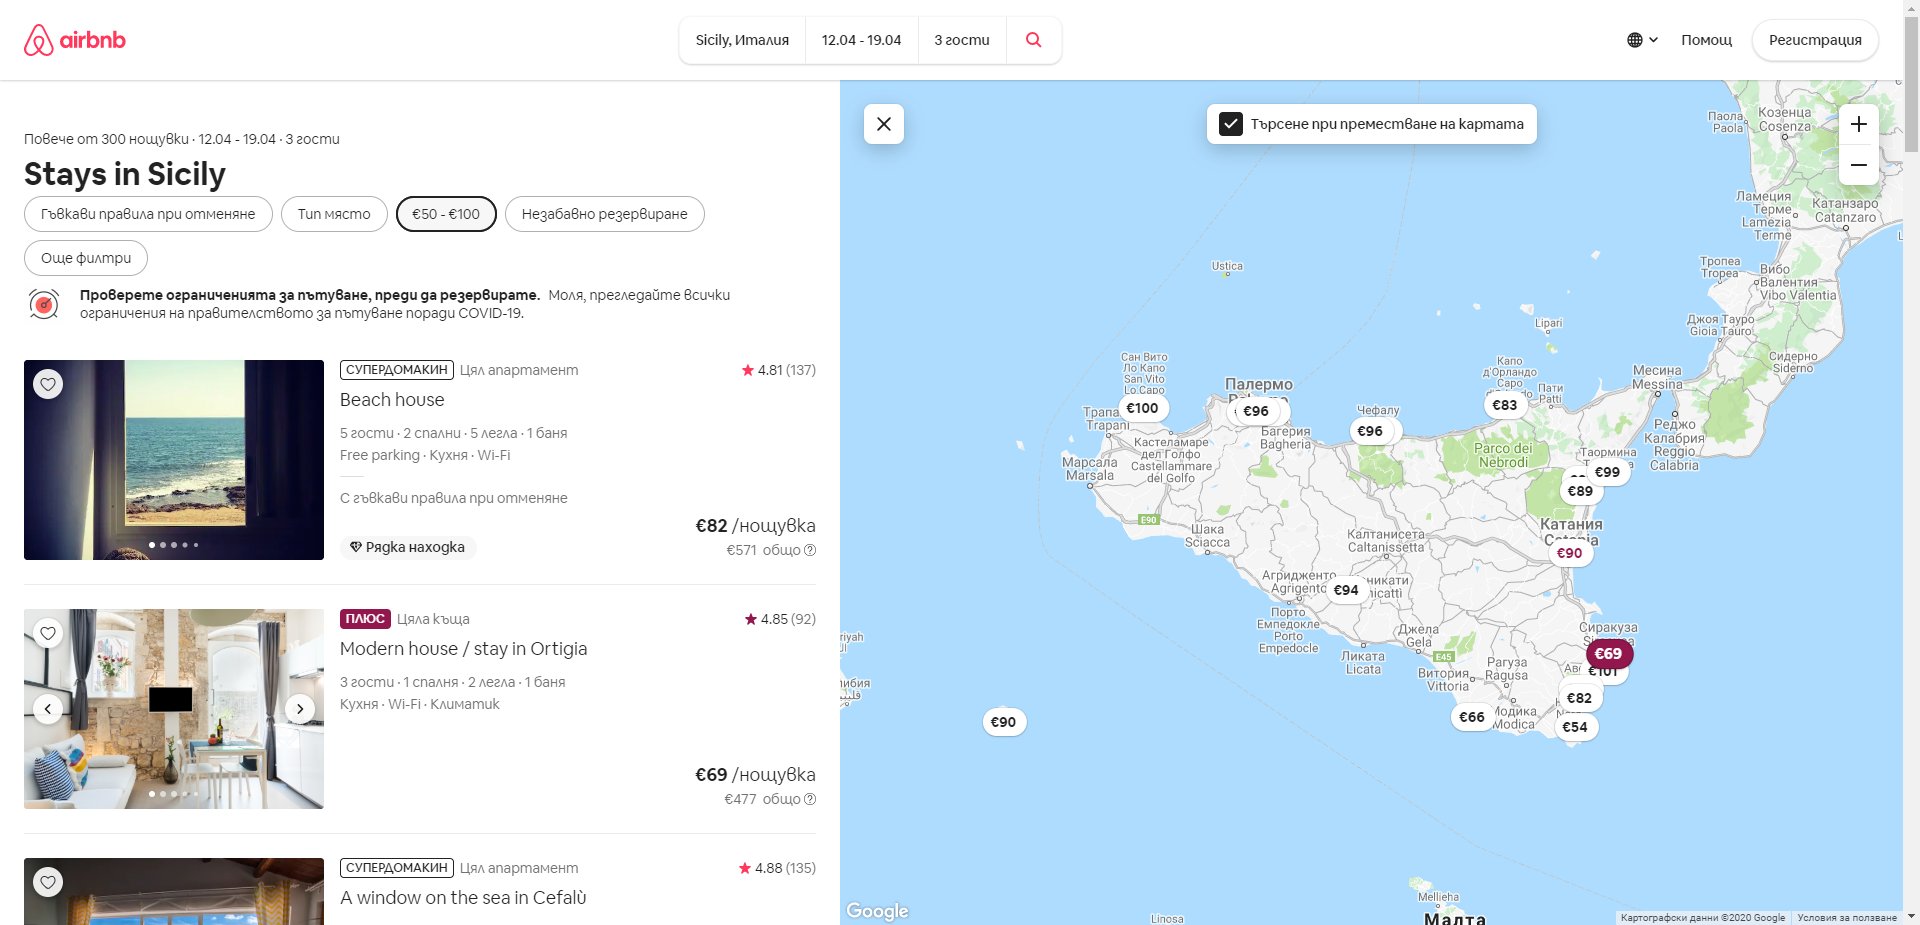 airbnb
Sicily, Италия
12.04 - 19.04
3 гости
Помощ
Регистрация
Повече от 300 нощувки · 12.04 - 19.04 · 3 гости
Stays in Sicily
Гъвкави правила при отменяне
Тип място
€50 - €100
Незабавно резервиране
Още филтри
Проверете ограниченията за пътуване, преди да резервирате. Моля, прегледайте всички
ограничения на правителството за пътуване поради COVID-19.
СУПЕРДОМАКИН Цял апартамент
4.81 (137)
Beach house
5 гости · 2 спални · 5 легла · 1 баня
Free parking · Кухня · Wi-Fi
С гъвкави правила при отменяне
€82 /нощувка
Рядка находка
€571 общо
ПЛЮС Цяла къща
4.85 (92)
Modern house / stay in Ortigia
3 гости · 1 спалня · 2 легла · 1 баня
Кухня · Wi-Fi · Климатик
€69 /нощувка
€477 общо
СУПЕРДОМАКИН Цял апартамент
4.88 (135)
A window on the sea in Cefalù
Търсене при преместване на картата
Паола
Paola
Козенца
Cosenza
Ламеция
Терме
Lamezia
Terme
Катанзаро
Catanzaro
Тропеа
Tropea
Вибо
Валентия
Vibo Valentia
Ustica
Lipari
Джоя Тауро
Gioia Tauro
Сидерно
Siderno
Сан Вито
Ло Капо
San Vito
Lo Capo
€100
Трапа
Trapani
Палермо
€96
Багерия
Bagheria
Чефалу
€96
Капо
д'Орландо
Capo
€83
Пати
Patti
Месина
Messina
Реджо
Калабрия
Reggio
Calabria
Марсала
Marsala
Кастеламаре
дел Голфо
Castellammare
del Golfo
Parco dei
Nebrodi
Таормина
€99
€89
E90
Шака
Sciacca
Калтанисета
Caltanissetta
Катания
Catania
€90
Агридженто
Agrigento
€94
Порто
Емпедокле
Porto
Empedocle
Ликата
Licata
Джела
Gela
E45
Витория
Vittoria
Рагуза
Ragusa
Сиракуза
€69
€101
€82
€54
€66
Модика
Modica
€90
Mellieha
Малта
Linosa
Google
Картографски данни ©2020 Google
Условия за ползване